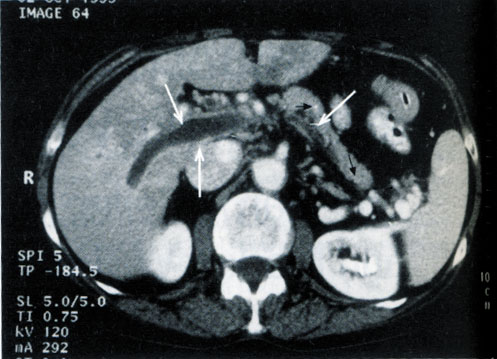 IMAGE 64
R
SPI 5
TP -184.5
SL 5.0/5.0
TI 0.75
kV 120
mA 292
10
C